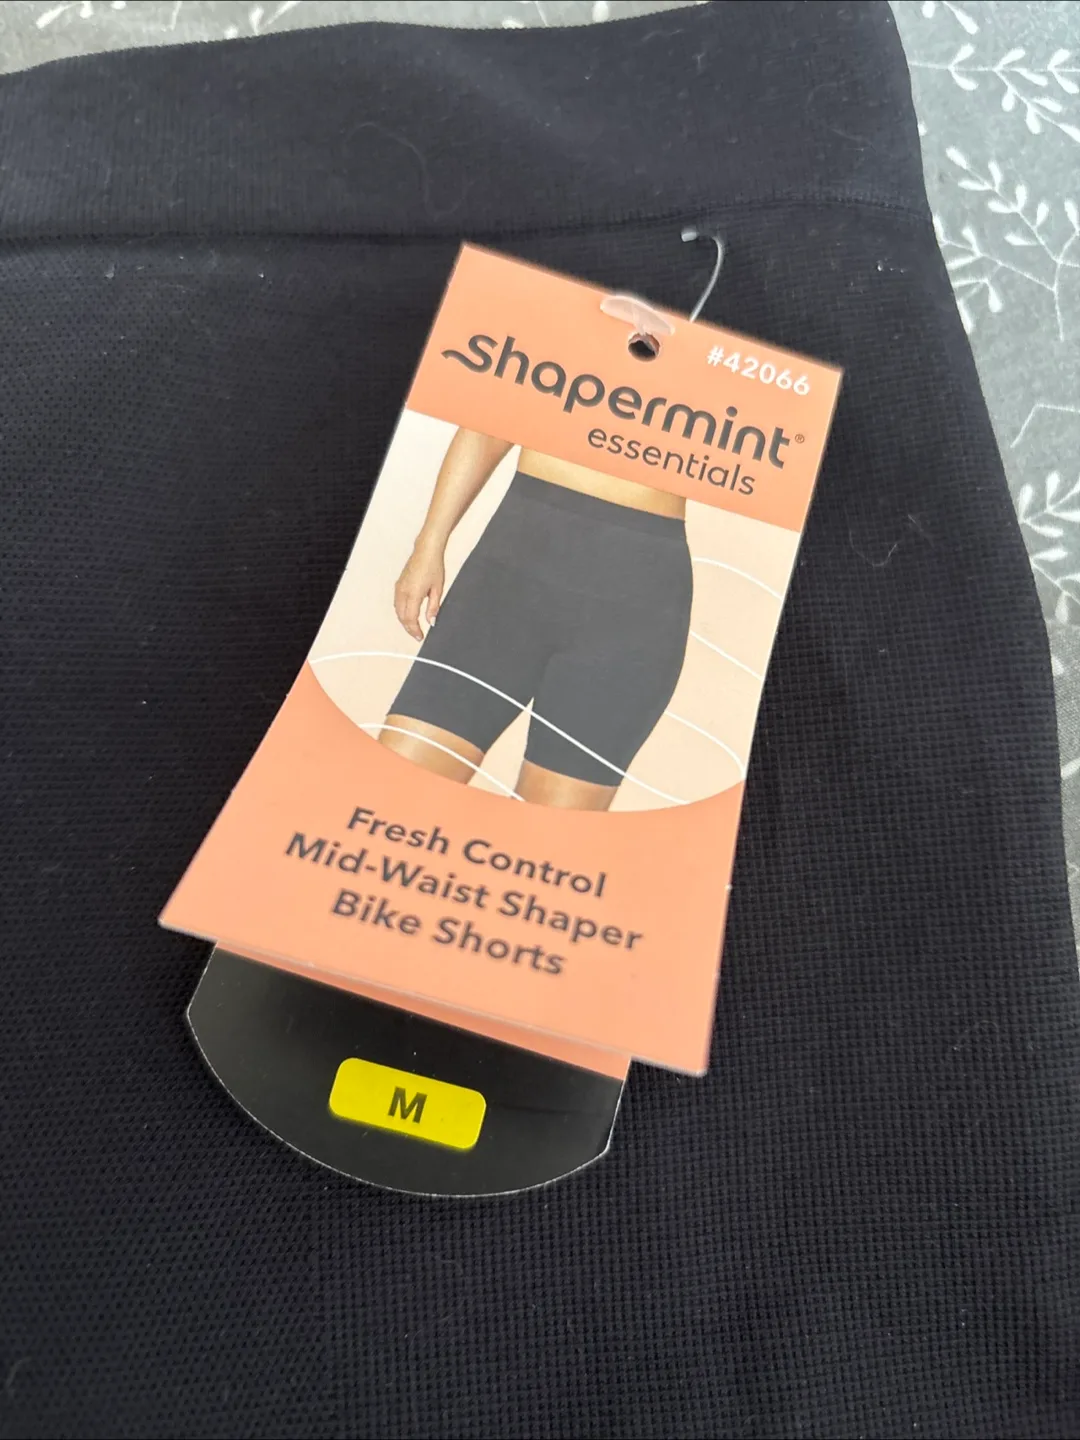 #42066
Shapermint®
essentials
Fresh Control
Mid-Waist Shaper
Bike Shorts
M